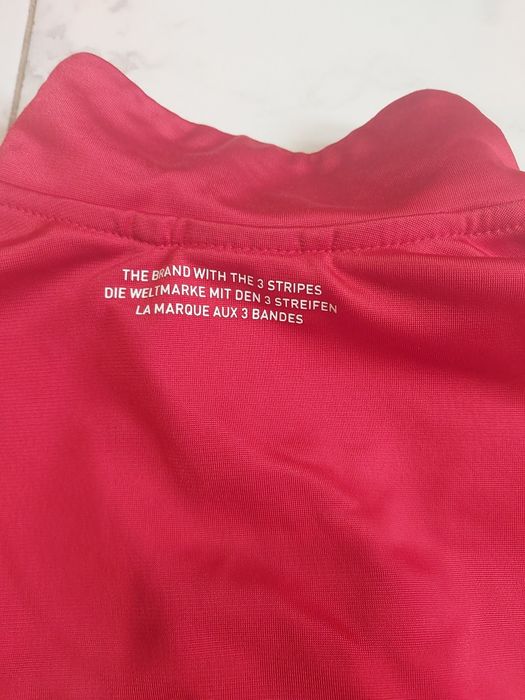 THE BRAND WITH THE 3 STRIPES
DIE WELTMARKE MIT DEN 3 STREIFEN
LA MARQUE AUX 3 BANDES